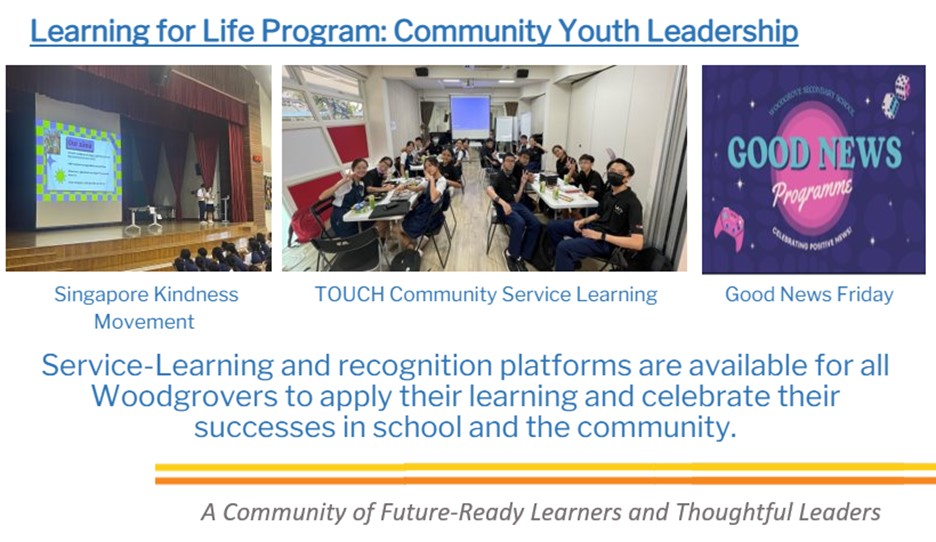 Learning for Life Program: Community Youth Leadership
WOODGROVE SECONDARY SCHOOL
GOOD NEWS
Programme
CELEBRATING POSITIVE NEWS!
Singapore Kindness
Movement
TOUCH Community Service Learning
Good News Friday
Service-Learning and recognition platforms are available for all
Woodgrovers to apply their learning and celebrate their
successes in school and the community.
A Community of Future-Ready Learners and Thoughtful Leaders